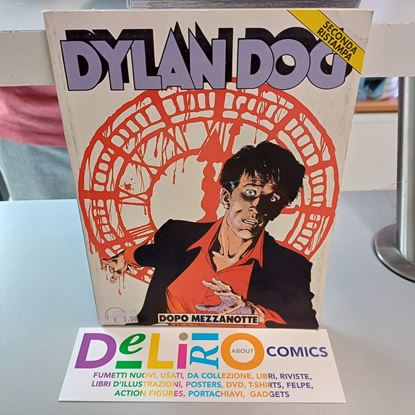 DYLAN DOG
SECONDA
RISTAMPA
DOPO MEZZANOTTE
DeLiRIO
ABOUT
COMICS
FUMETTI NUOVI, USATI, DA COLLEZIONE, LIBRI, RIVISTE,
LIBRI D'ILLUSTRAZIONI, POSTERS, DVD, T-SHIRTS, FELPE,
ACTION FIGURES, PORTACHIAVI, GADGETS